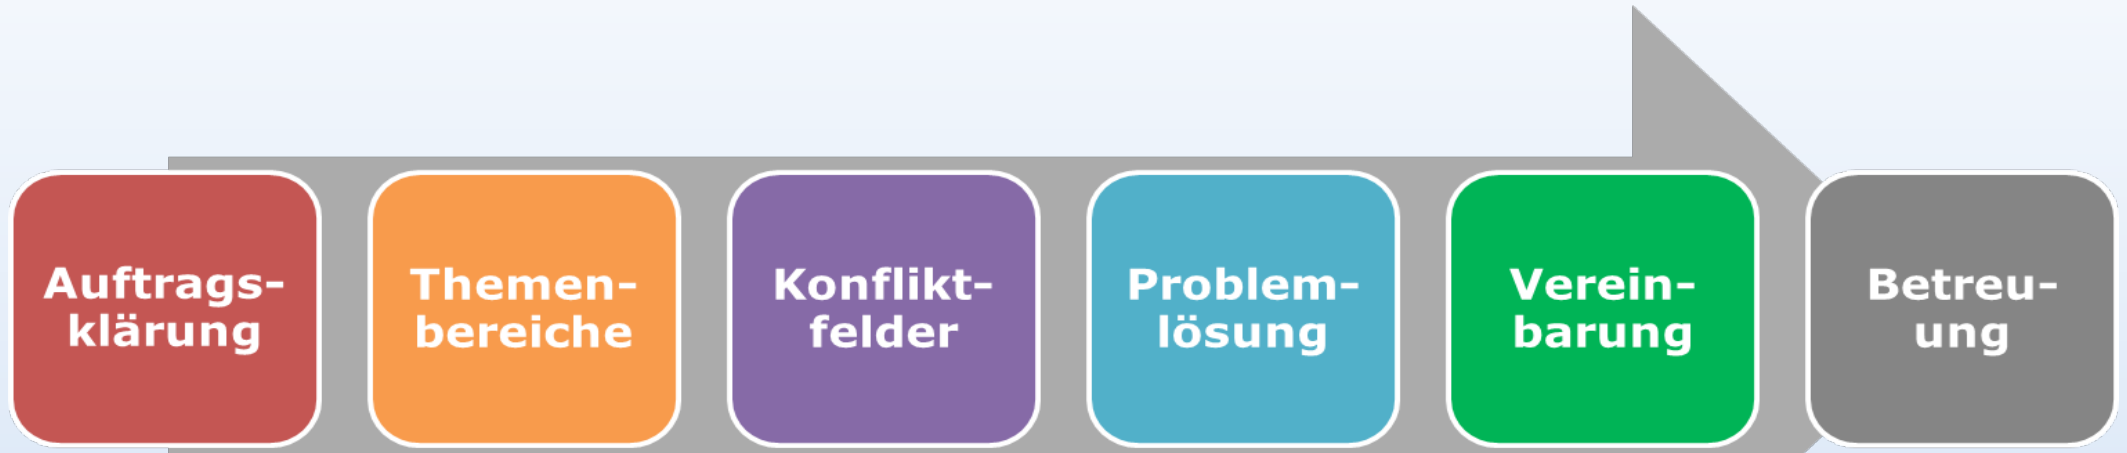 Auftrags-
klärung
Themen-
bereiche
Konflikt-
felder
Problem-
lösung
Verein-
barung
Betreu-
ung